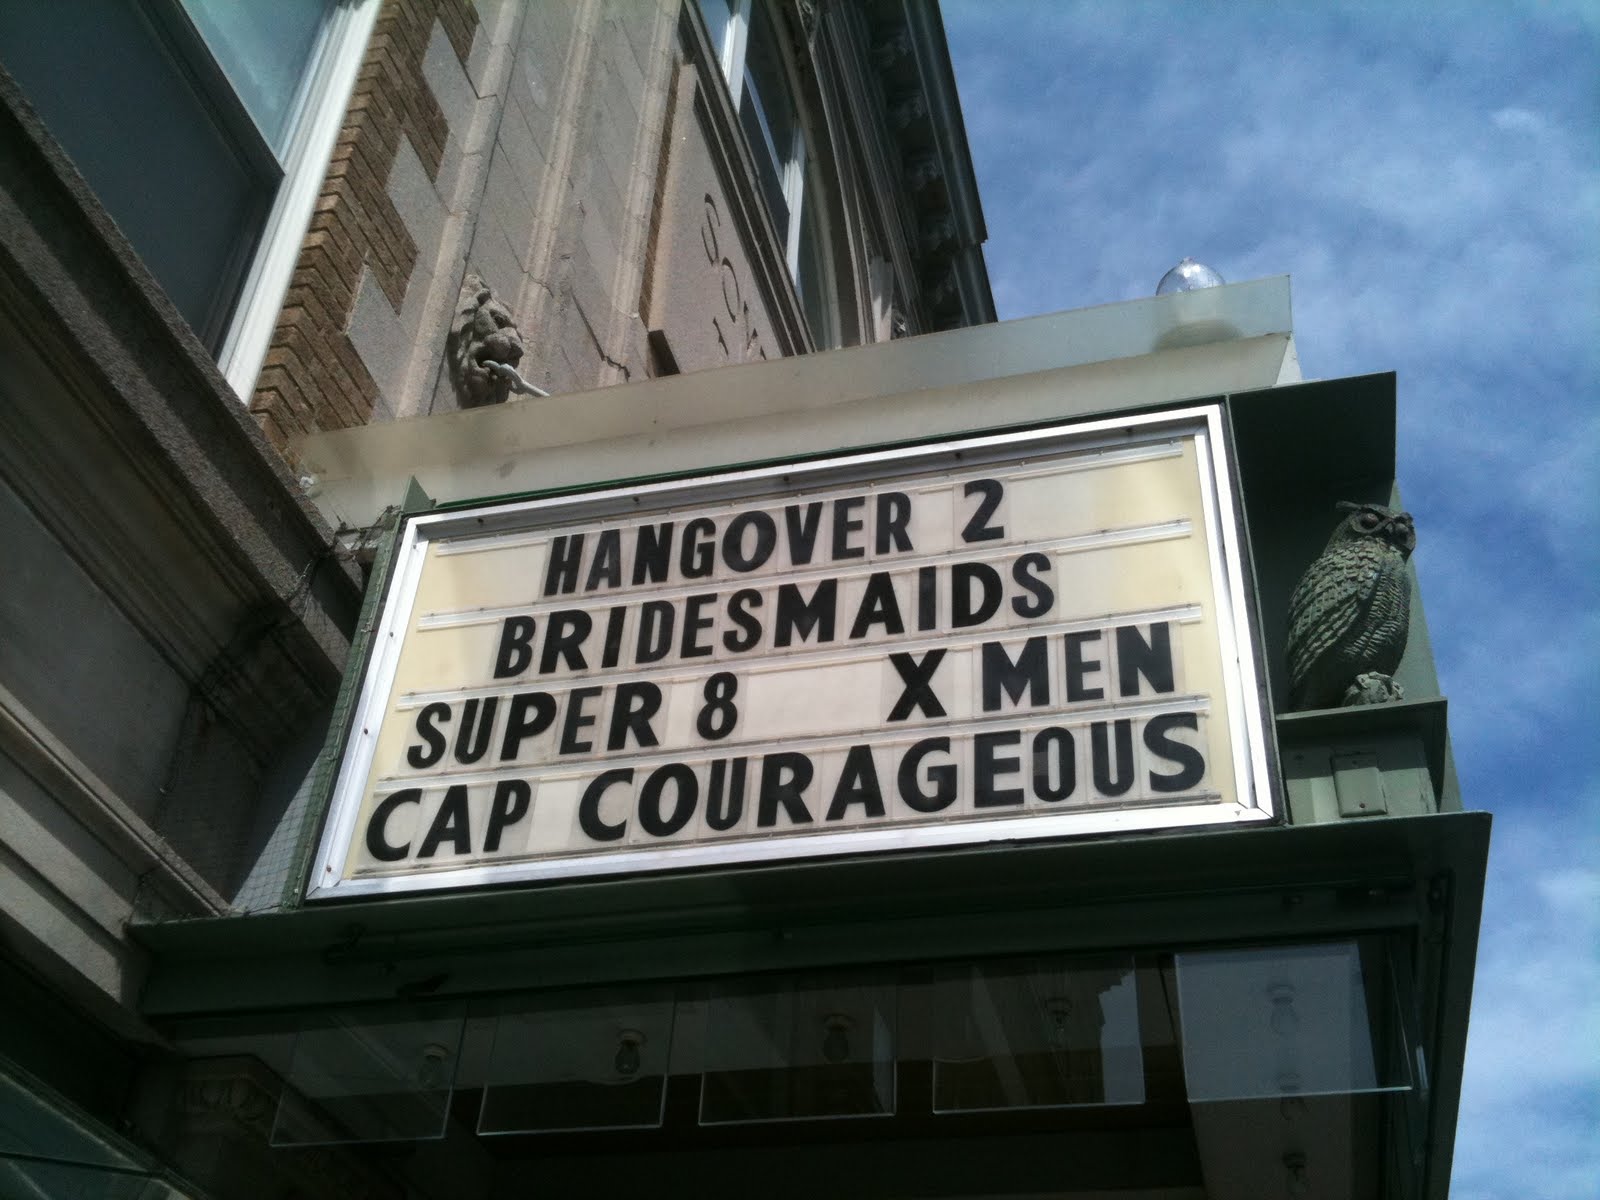 HANGOVER 2
BRIDESMAIDS
SUPER 8 X MEN
CAP COURAGEOUS